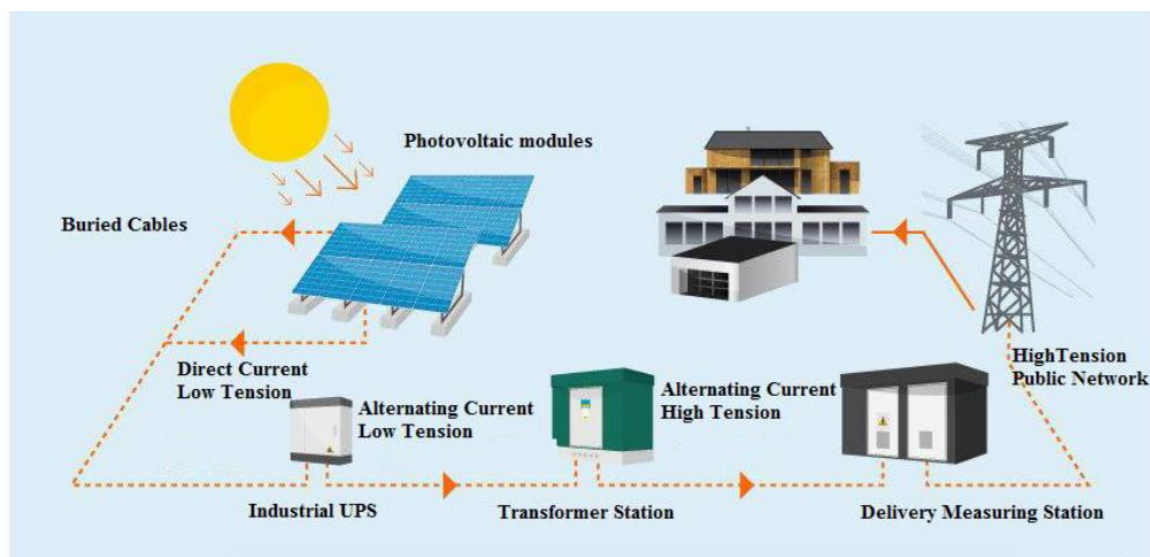 Photovoltaic modules
Buried Cables
Direct Current
Low Tension
Alternating Current
Low Tension
Alternating Current
High Tension
HighTension
Public Network
Industrial UPS
Transformer Station
Delivery Measuring Station